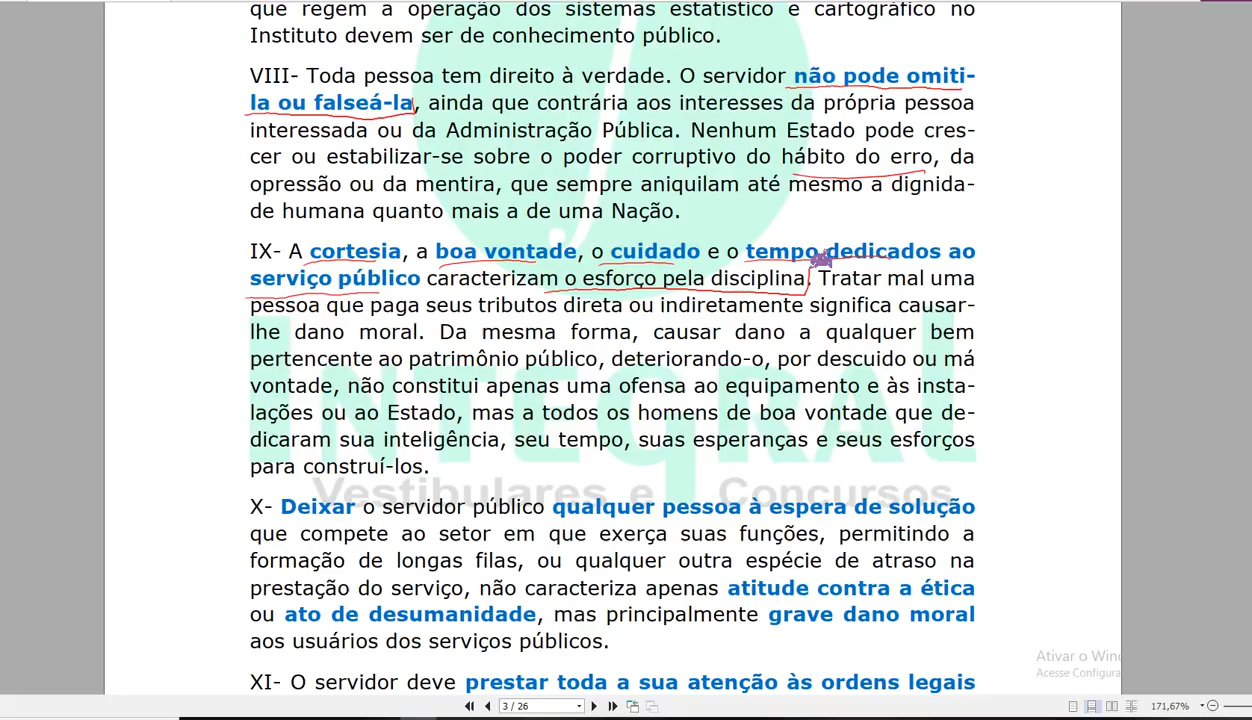 que regem a operação dos sistemas estatístico e cartográfico no
Instituto devem ser de conhecimento público.
VIII- Toda pessoa tem direito à verdade. O servidor não pode omiti-
la ou falseá-la, ainda que contrária aos interesses da própria pessoa
interessada ou da Administração Pública. Nenhum Estado pode cres-
cer ou estabilizar-se sobre o poder corruptivo do hábito do erro, da
opressão ou da mentira, que sempre aniquilam até mesmo a dignida-
de humana quanto mais a de uma Nação.
IX- A cortesia, a boa vontade, o cuidado e o tempo dedicados ao
serviço público caracterizam o esforço pela disciplina. Tratar mal uma
pessoa que paga seus tributos direta ou indiretamente significa causar-
lhe dano moral. Da mesma forma, causar dano a qualquer bem
pertencente ao patrimônio público, deteriorando-o, por descuido ou má
vontade, não constitui apenas uma ofensa ao equipamento e às insta-
lações ou ao Estado, mas a todos os homens de boa vontade que de-
dicaram sua inteligência, seu tempo, suas esperanças e seus esforços
para construí-los.
INTEGRAL
Vestibulares e Concursos
X- Deixar o servidor público qualquer pessoa à espera de solução
que compete ao setor em que exerça suas funções, permitindo a
formação de longas filas, ou qualquer outra espécie de atraso na
prestação do serviço, não caracteriza apenas atitude contra a ética
ou ato de desumanidade, mas principalmente grave dano moral
aos usuários dos serviços públicos.
XI- O servidor deve prestar toda a sua atenção às ordens legais
Ativar o Wind
Acesse Configura
3 / 26
171,67%